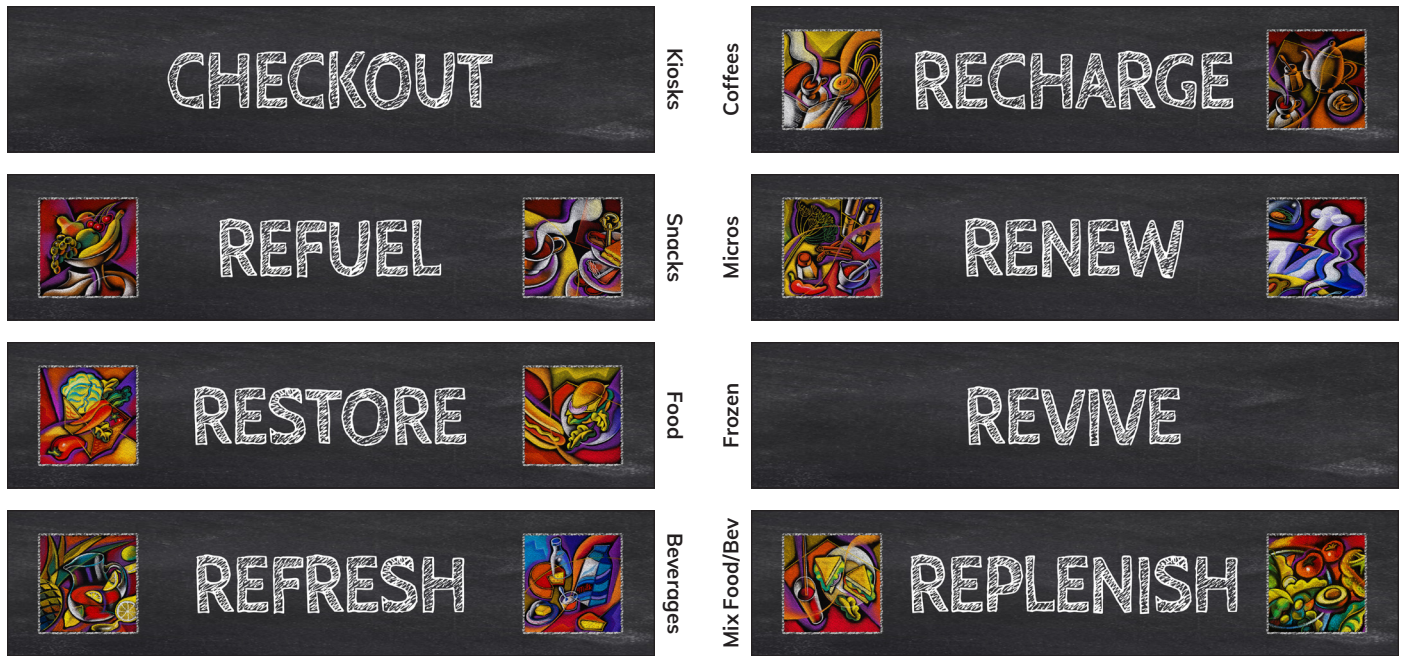 CHECKOUT
Kiosks
Coffees
RECHARGE
REFUEL
Snacks
Micros
RENEW
RESTORE
Food
Frozen
REVIVE
REFRESH
Beverages
Mix Food/Bev
REPLENISH